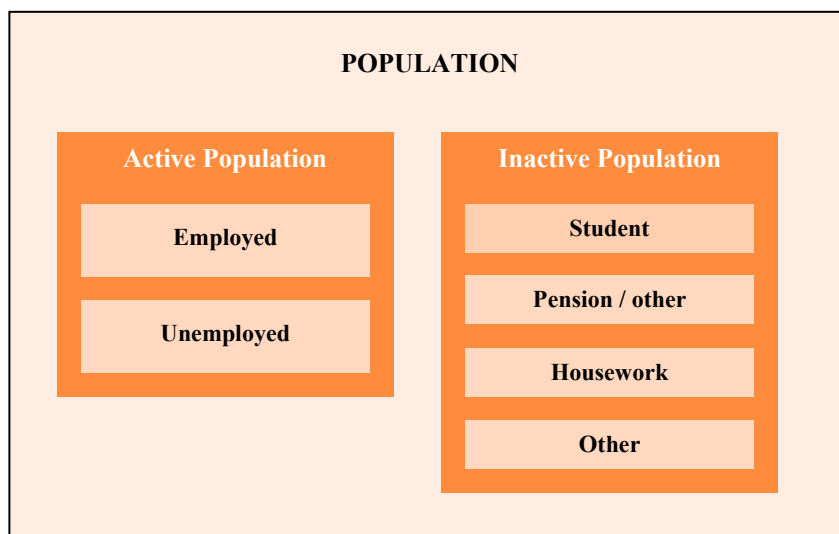 POPULATION
Active Population
Employed
Unemployed
Inactive Population
Student
Pension / other
Housework
Other